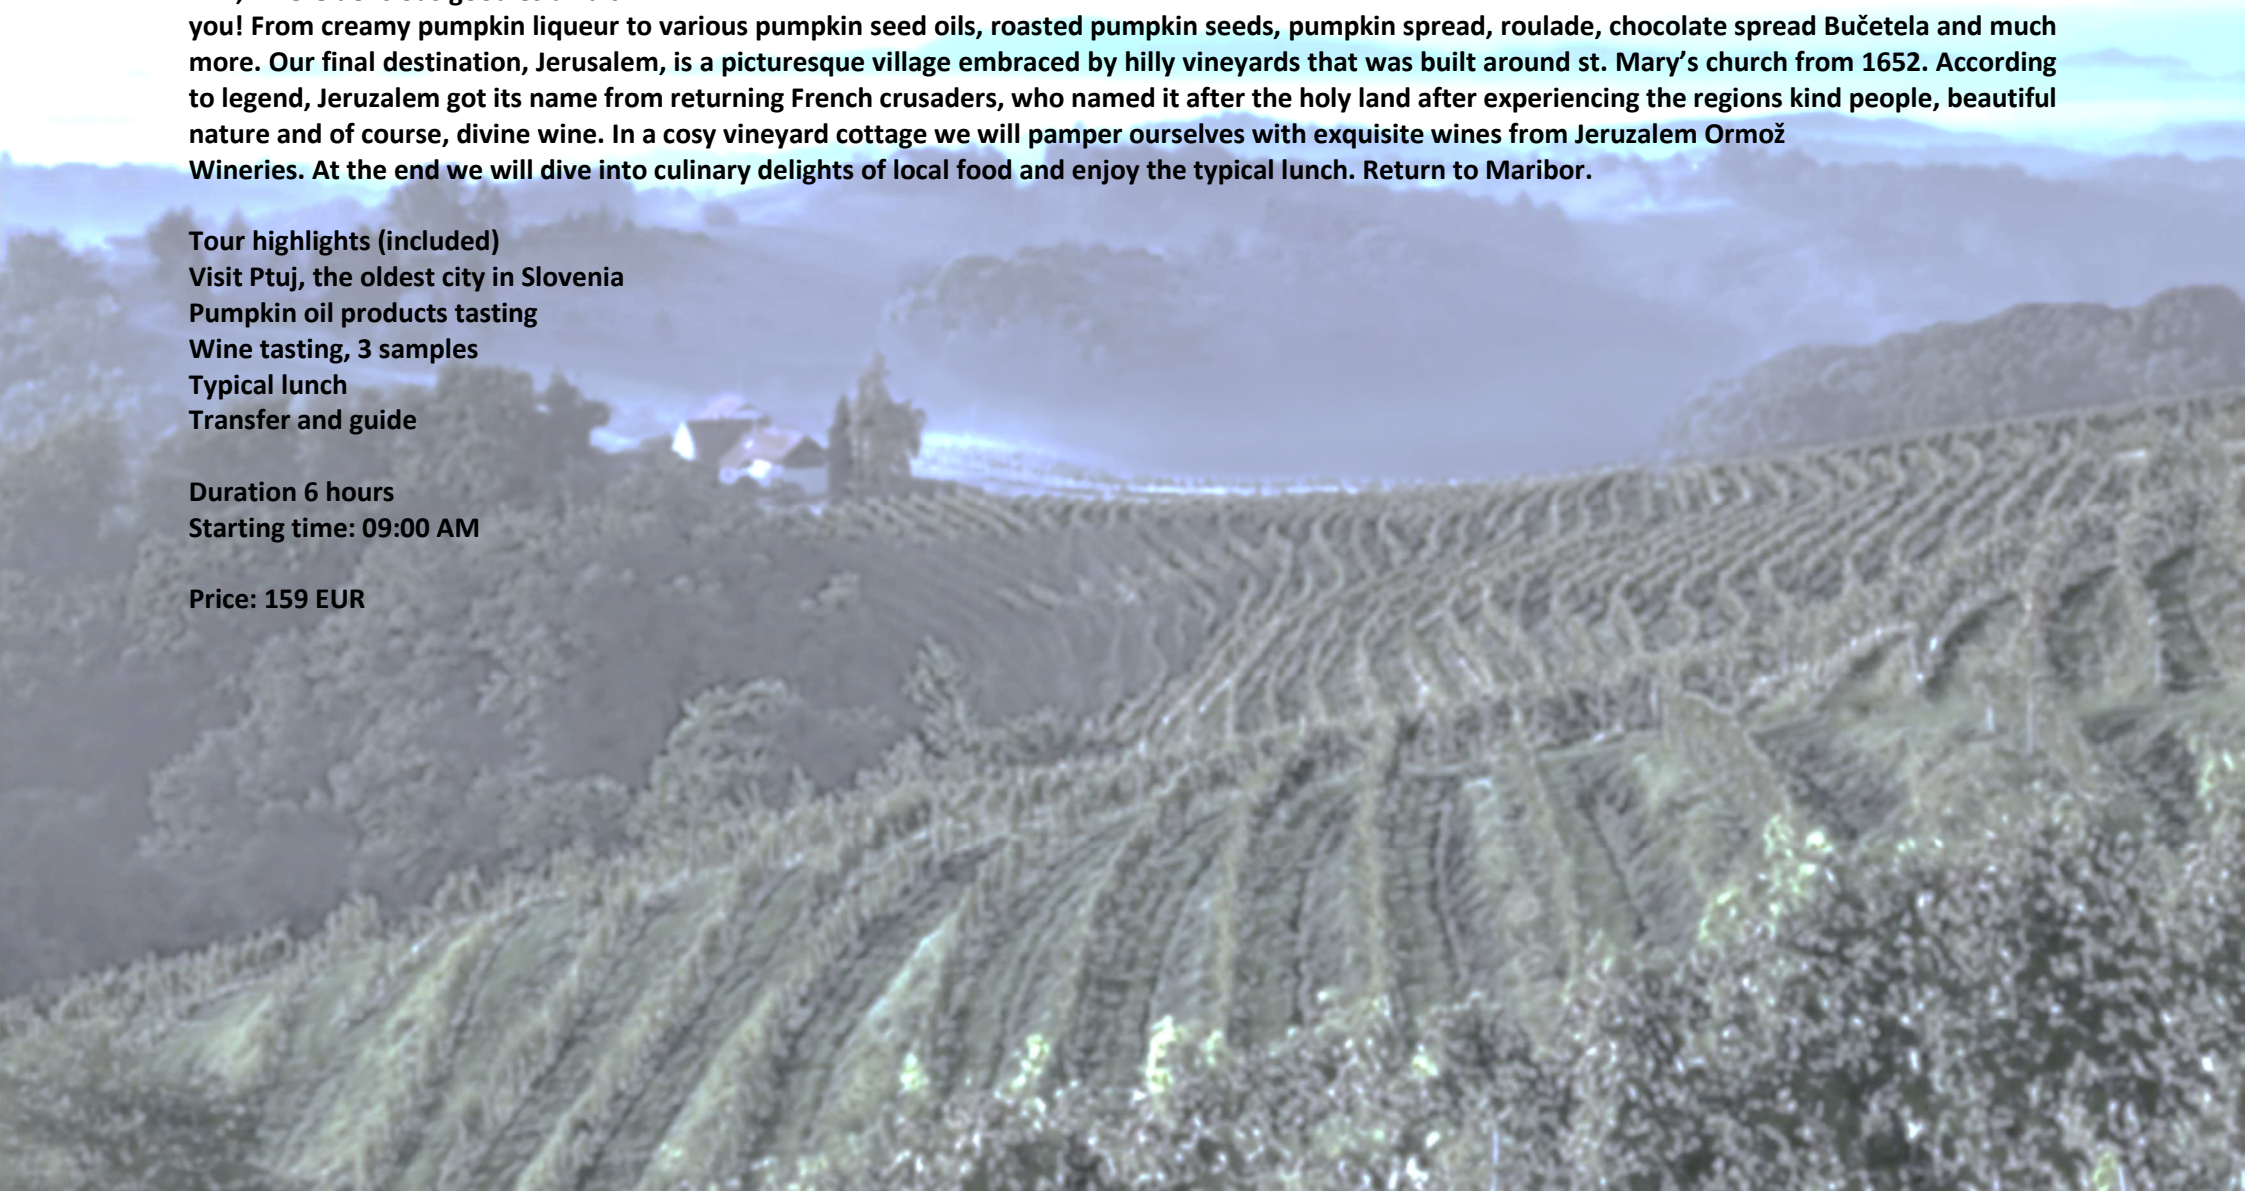 you! From creamy pumpkin liqueur to various pumpkin seed oils, roasted pumpkin seeds, pumpkin spread, roulade, chocolate spread Bučetela and much
more. Our final destination, Jerusalem, is a picturesque village embraced by hilly vineyards that was built around st. Mary’s church from 1652. According
to legend, Jeruzalem got its name from returning French crusaders, who named it after the holy land after experiencing the regions kind people, beautiful
nature and of course, divine wine. In a cosy vineyard cottage we will pamper ourselves with exquisite wines from Jeruzalem Ormož
Wineries. At the end we will dive into culinary delights of local food and enjoy the typical lunch. Return to Maribor.
Tour highlights (included)
Visit Ptuj, the oldest city in Slovenia
Pumpkin oil products tasting
Wine tasting, 3 samples
Typical lunch
Transfer and guide
Duration 6 hours
Starting time: 09:00 AM
Price: 159 EUR